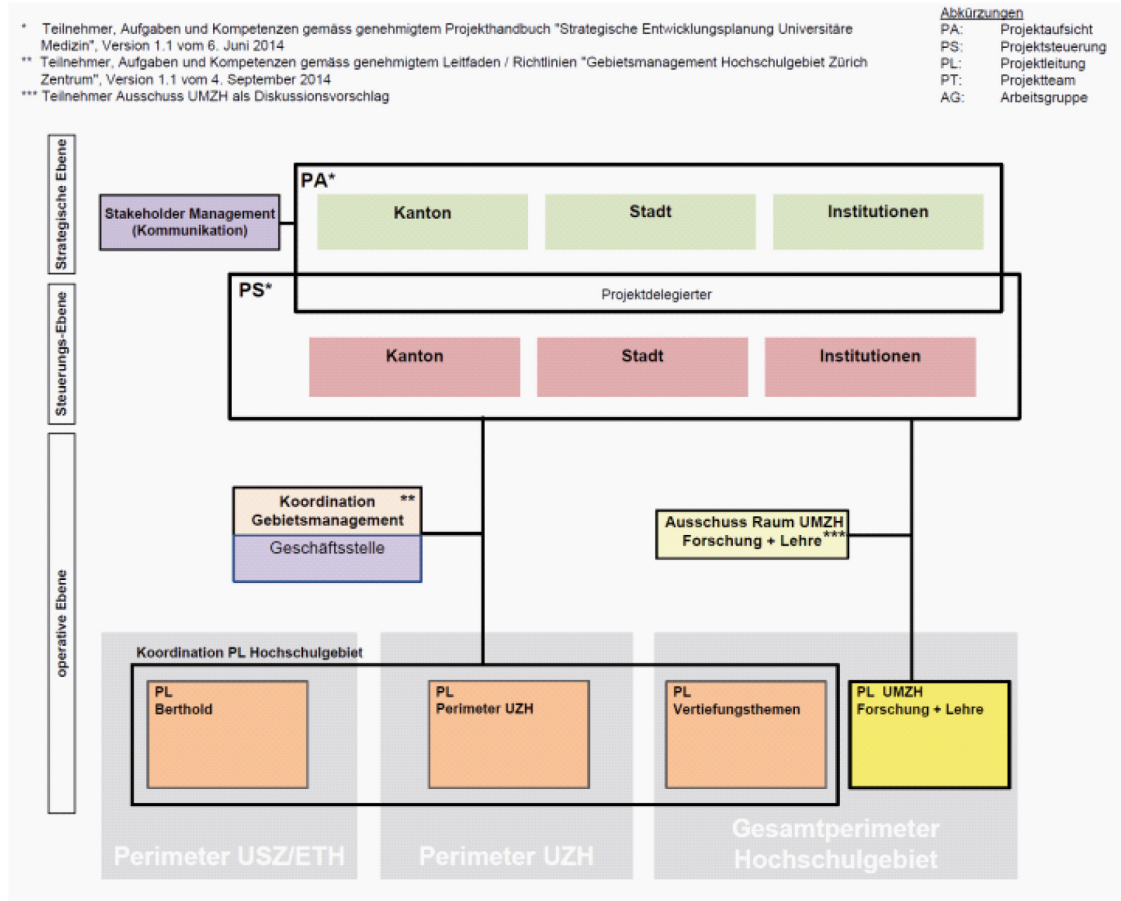 * Teilnehmer, Aufgaben und Kompetenzen gemäss genehmigtem Projekthandbuch "Strategische Entwicklungsplanung Universitäre
Medizin", Version 1.1 vom 6. Juni 2014
** Teilnehmer, Aufgaben und Kompetenzen gemäss genehmigtem Leitfaden / Richtlinien "Gebietsmanagement Hochschulgebiet Zürich
Zentrum", Version 1.1 vom 4. September 2014
*** Teilnehmer Ausschuss UMZH als Diskussionsvorschlag
Abkürzungen
PA: Projektaufsicht
PS: Projektsteuerung
PL: Projektleitung
PT: Projektteam
AG: Arbeitsgruppe
Strategische Ebene
Stakeholder Management
(Kommunikation)
PA*
Kanton
Stadt
Institutionen
Steuerungs-Ebene
PS*
Projektdelegierter
Kanton
Stadt
Institutionen
operative Ebene
Koordination **
Gebietsmanagement
Geschäftsstelle
Ausschuss Raum UMZH
Forschung + Lehre***
Koordination PL Hochschulgebiet
PL
Berthold
PL
Perimeter UZH
PL
Vertiefungsthemen
PL UMZH
Forschung + Lehre
Perimeter USZ/ETH
Perimeter UZH
Gesamtperimeter
Hochschulgebiet